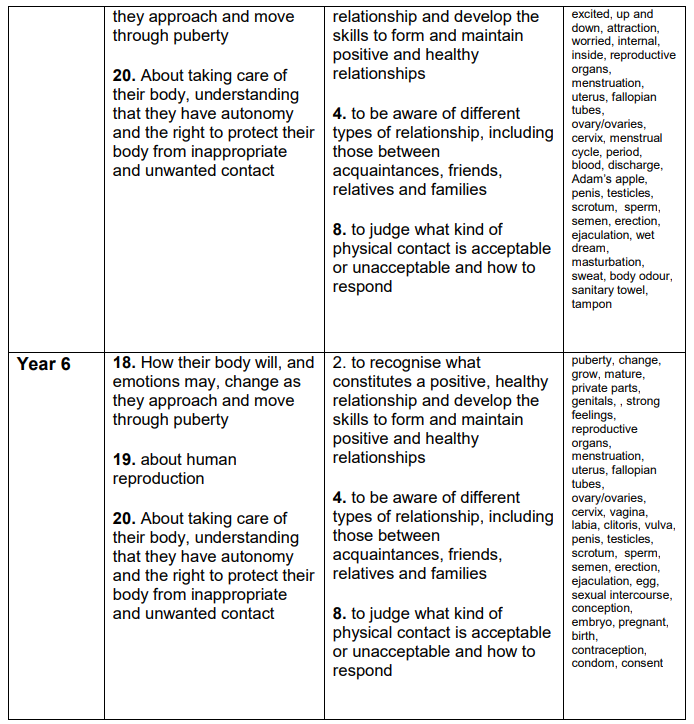 they approach and move
through puberty
20. About taking care of
their body, understanding
that they have autonomy
and the right to protect their
body from inappropriate
and unwanted contact
relationship and develop the
skills to form and maintain
positive and healthy
relationships
4. to be aware of different
types of relationship, including
those between
acquaintances, friends,
relatives and families
8. to judge what kind of
physical contact is acceptable
or unacceptable and how to
respond
excited, up and
down, attraction,
worried, internal,
inside, reproductive
organs,
menstruation,
uterus, fallopian
tubes,
ovary/ovaries,
cervix, menstrual
cycle, period,
blood, discharge,
Adam's apple,
penis, testicles,
scrotum, sperm,
semen, erection,
ejaculation, wet
dream,
masturbation,
sweat, body odour,
sanitary towel,
tampon
Year 6
18. How their body will, and
emotions may, change as
they approach and move
through puberty
19. about human
reproduction
20. About taking care of
their body, understanding
that they have autonomy
and the right to protect their
body from inappropriate
and unwanted contact
2. to recognise what
constitutes a positive, healthy
relationship and develop the
skills to form and maintain
positive and healthy
relationships
4. to be aware of different
types of relationship, including
those between
acquaintances, friends,
relatives and families
8. to judge what kind of
physical contact is acceptable
or unacceptable and how to
respond
puberty, change,
grow, mature,
private parts,
genitals, , strong
feelings,
reproductive
organs,
menstruation,
uterus, fallopian
tubes,
ovary/ovaries,
cervix, vagina,
labia, clitoris, vulva,
penis, testicles,
scrotum, sperm,
semen, erection,
ejaculation, egg,
sexual intercourse,
conception,
embryo, pregnant,
birth,
contraception,
condom, consent